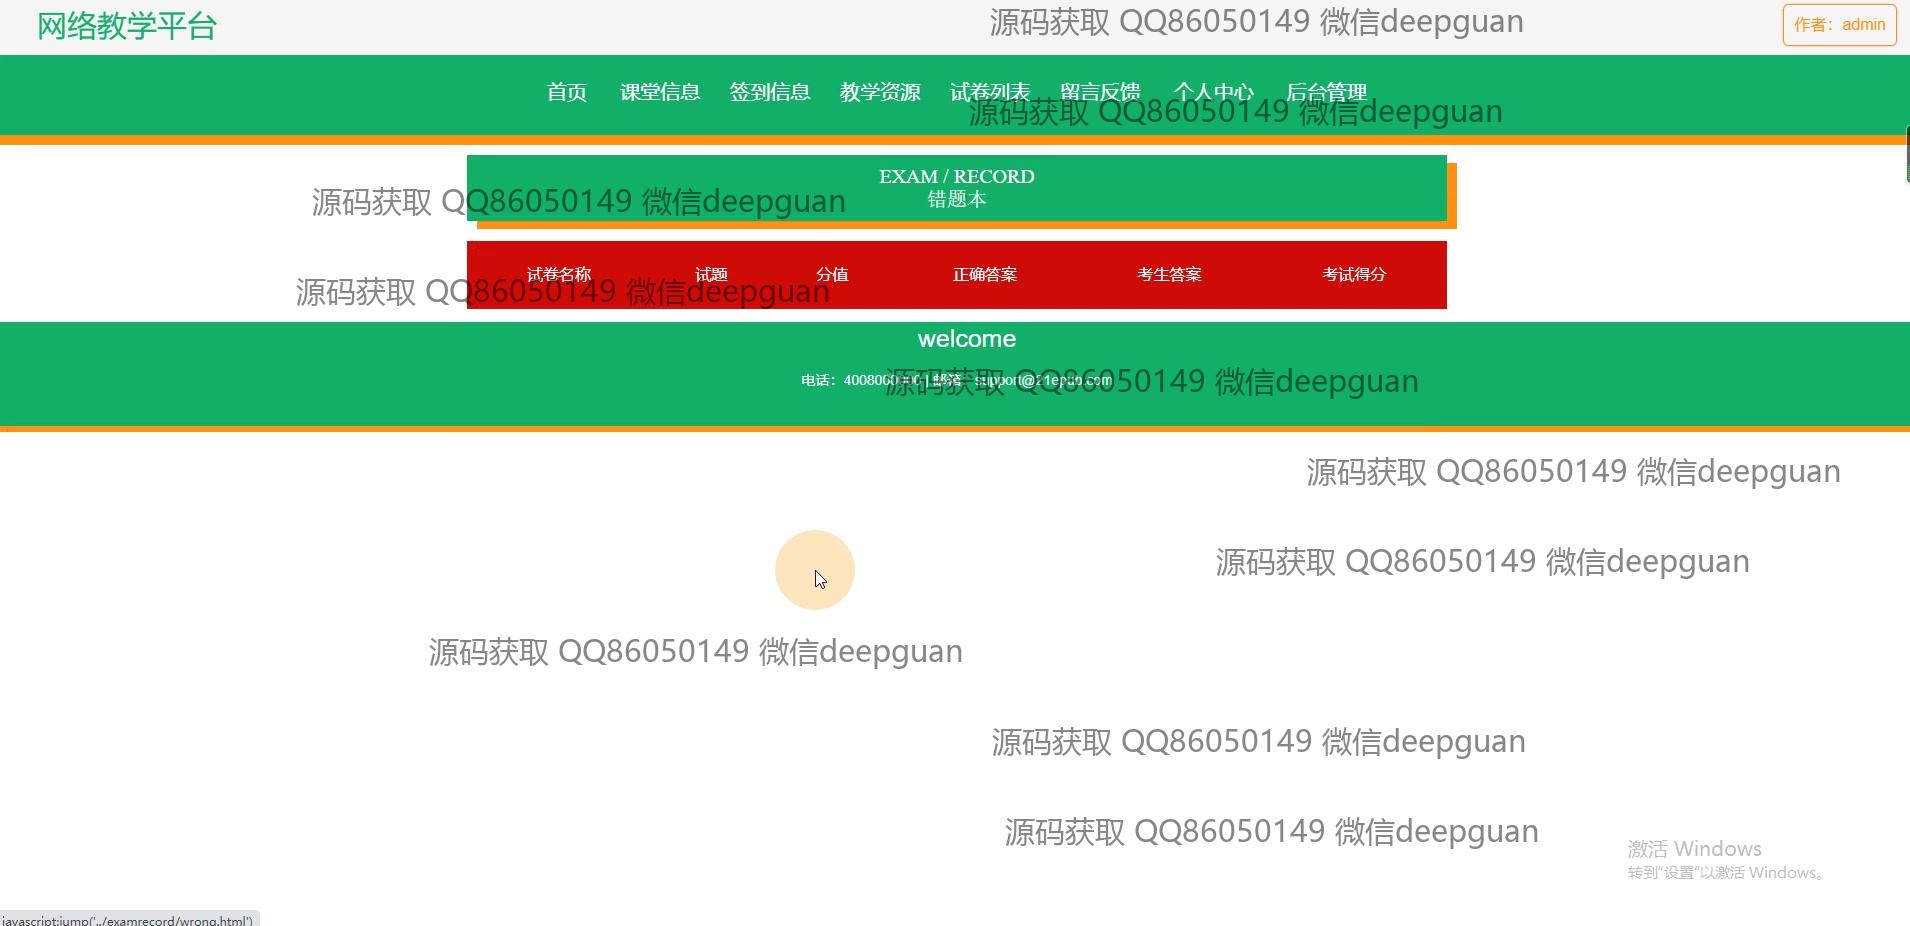 网络教学平台
源码获取 QQ86050149 微信deepguan
作者：admin
首页 课堂信息 签到信息 教学资源 试卷列表 留言反馈 个人中心 后台管理
源码获取 QQ86050149 微信deepguan
EXAM / RECORD
错题本
源码获取 QQ86050149 微信deepguan
试卷名称 试题 分值 正确答案 考生答案 考试得分
源码获取 QQ86050149 微信deepguan
welcome
电话：4008000000 | 邮箱：support@21epub.com
源码获取 QQ86050149 微信deepguan
源码获取 QQ86050149 微信deepguan
源码获取 QQ86050149 微信deepguan
源码获取 QQ86050149 微信deepguan
源码获取 QQ86050149 微信deepguan
源码获取 QQ86050149 微信deepguan
激活 Windows
转到"设置"以激活 Windows。
javascript:jump('../examrecord/wrong.html')